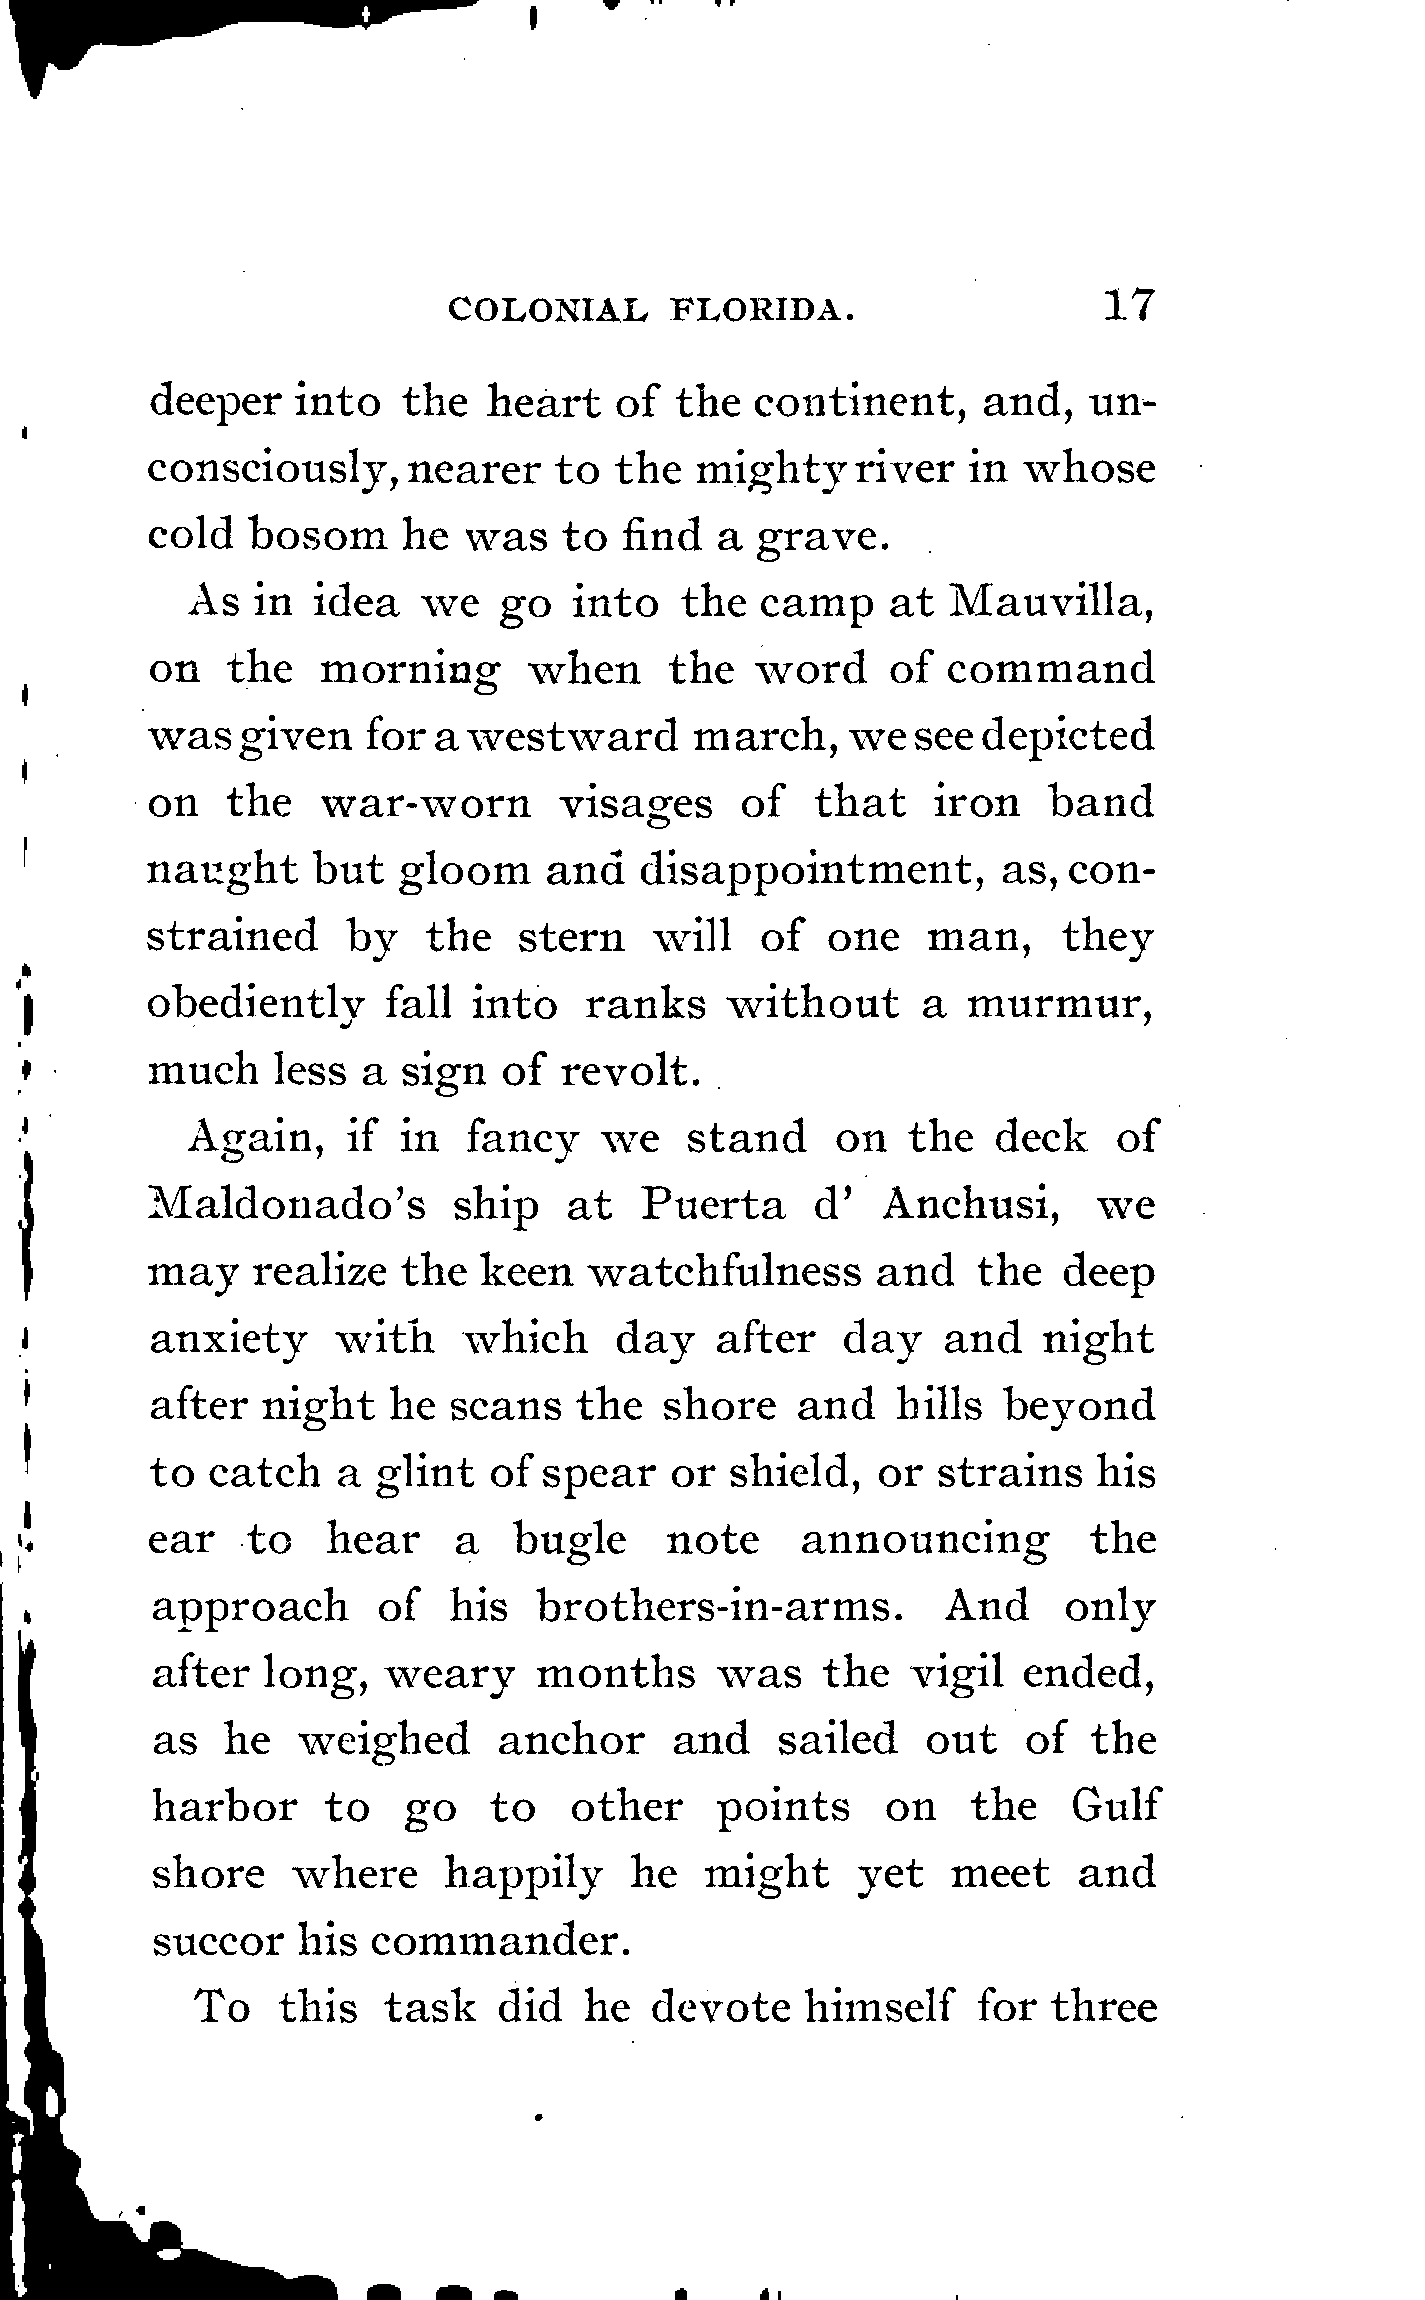 COLONIAL FLORIDA. 17
deeper into the heart of the continent, and, un-
consciously, nearer to the mighty river in whose
cold bosom he was to find a grave.
As in idea we go into the camp at Mauvilla,
on the morning when the word of command
was given for a westward march, we see depicted
on the war-worn visages of that iron band
naught but gloom and disappointment, as, con-
strained by the stern will of one man, they
obediently fall into ranks without a murmur,
much less a sign of revolt.
Again, if in fancy we stand on the deck of
Maldonado's ship at Puerta d' Anchusi, we
may realize the keen watchfulness and the deep
anxiety with which day after day and night
after night he scans the shore and hills beyond
to catch a glint of spear or shield, or strains his
ear to hear a bugle note announcing the
approach of his brothers-in-arms. And only
after long, weary months was the vigil ended,
as he weighed anchor and sailed out of the
harbor to go to other points on the Gulf
shore where happily he might yet meet and
succor his commander.
To this task did he devote himself for three